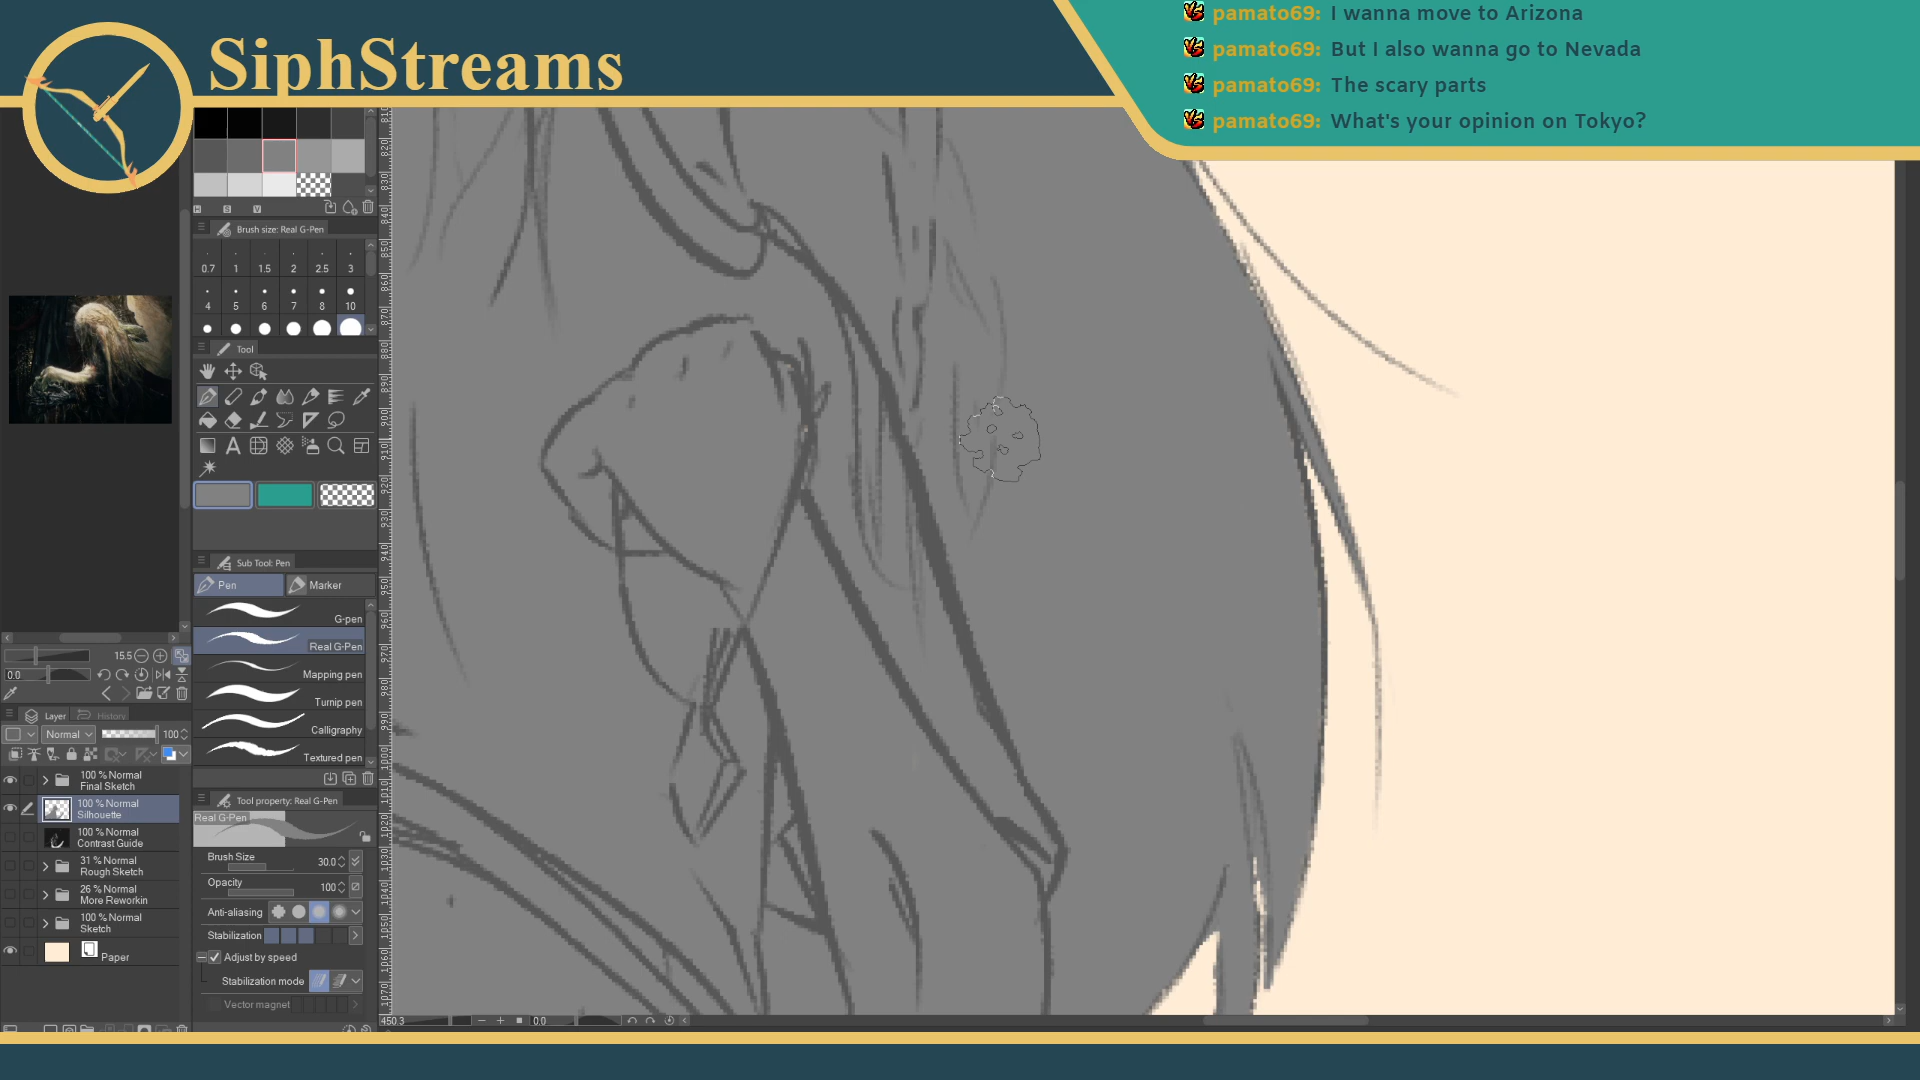 SiphStreams
pamato69: I wanna move to Arizona
pamato69: But I also wanna go to Nevada
pamato69: The scary parts
pamato69: What's your opinion on Tokyo?
H S V
Brush size: Real G-Pen
0.7 1 1.5 2 2.5 3
4 5 6 7 8 10
Tool
Sub Tool: Pen
Pen Marker
G-pen
Real G-Pen
Mapping pen
Turnip pen
Calligraphy
Textured pen
Tool property: Real G-Pen
Real G-Pen
Brush Size 30.0
Opacity 100
Anti-aliasing
Stabilization
Adjust by speed
Stabilization mode
Vector magnet
15.5
0.0
Layer History
Normal 100
100 % Normal
Final Sketch
100 % Normal
Silhouette
100 % Normal
Contrast Guide
31 % Normal
Rough Sketch
26 % Normal
More Reworkin
100 % Normal
Sketch
Paper
450.3 0.0